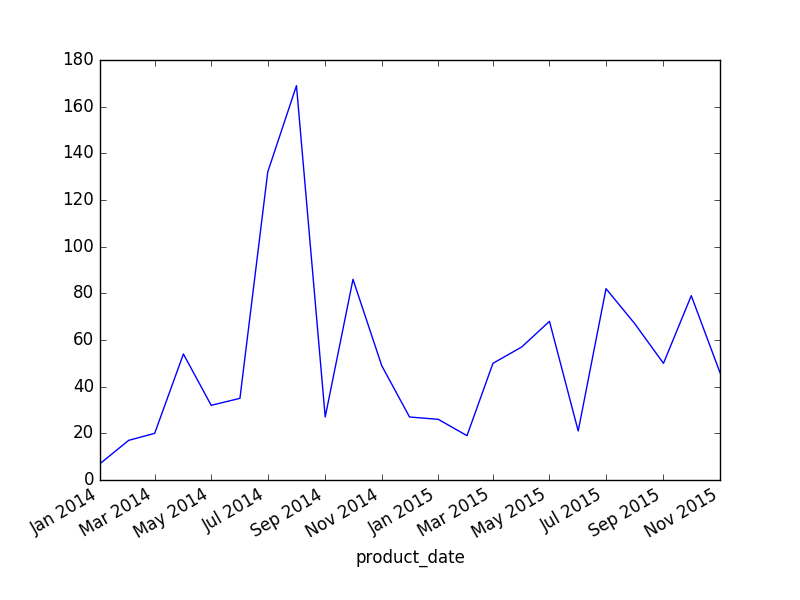 180
160
140
120
100
80
60
40
20
0
Jan 2014
Mar 2014
May 2014
Jul 2014
Sep 2014
Nov 2014
Jan 2015
Mar 2015
May 2015
Jul 2015
Sep 2015
Nov 2015
product_date